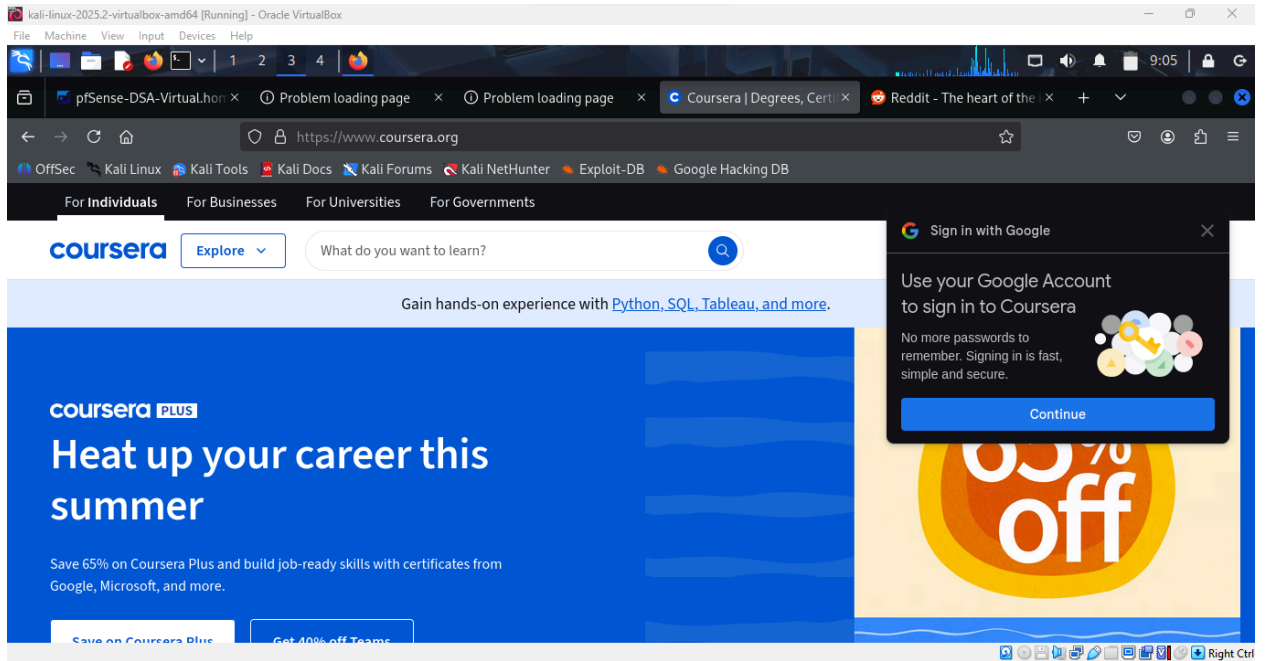 kali-linux-2025.2-virtualbox-amd64 [Running] - Oracle VirtualBox
File Machine View Input Devices Help
1 2 3 4 9:05
pfSense-DSA-Virtual.hom Problem loading page Problem loading page Coursera | Degrees, Certif Reddit - The heart of the i
https://www.coursera.org
OffSec Kali Linux Kali Tools Kali Docs Kali Forums Kali NetHunter Exploit-DB Google Hacking DB
For Individuals For Businesses For Universities For Governments
coursera Explore What do you want to learn?
Sign in with Google
Use your Google Account
to sign in to Coursera
No more passwords to
remember. Signing in is fast,
simple and secure.
Continue
Gain hands-on experience with Python, SQL, Tableau, and more.
coursera PLUS
Heat up your career this
summer
Save 65% on Coursera Plus and build job-ready skills with certificates from
Google, Microsoft, and more.
Save on Coursera Plus Get 40% off Teams
65%
off
Right Ctrl